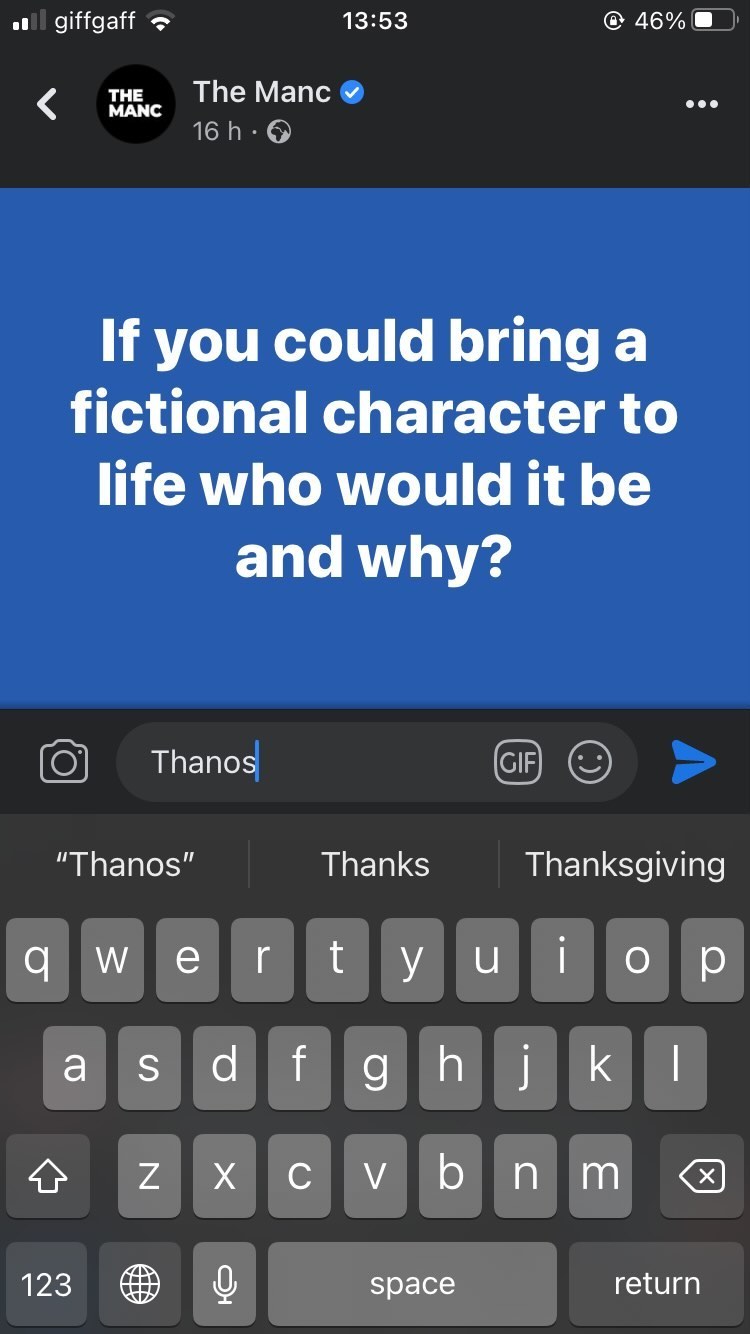 giffgaff 13:53 46%
THE MANC
The Manc
16 h ·
If you could bring a
fictional character to
life who would it be
and why?
Thanos GIF
“Thanos” Thanks Thanksgiving
q w e r t y u i o p
a s d f g h j k l
z x c v b n m
123 space return